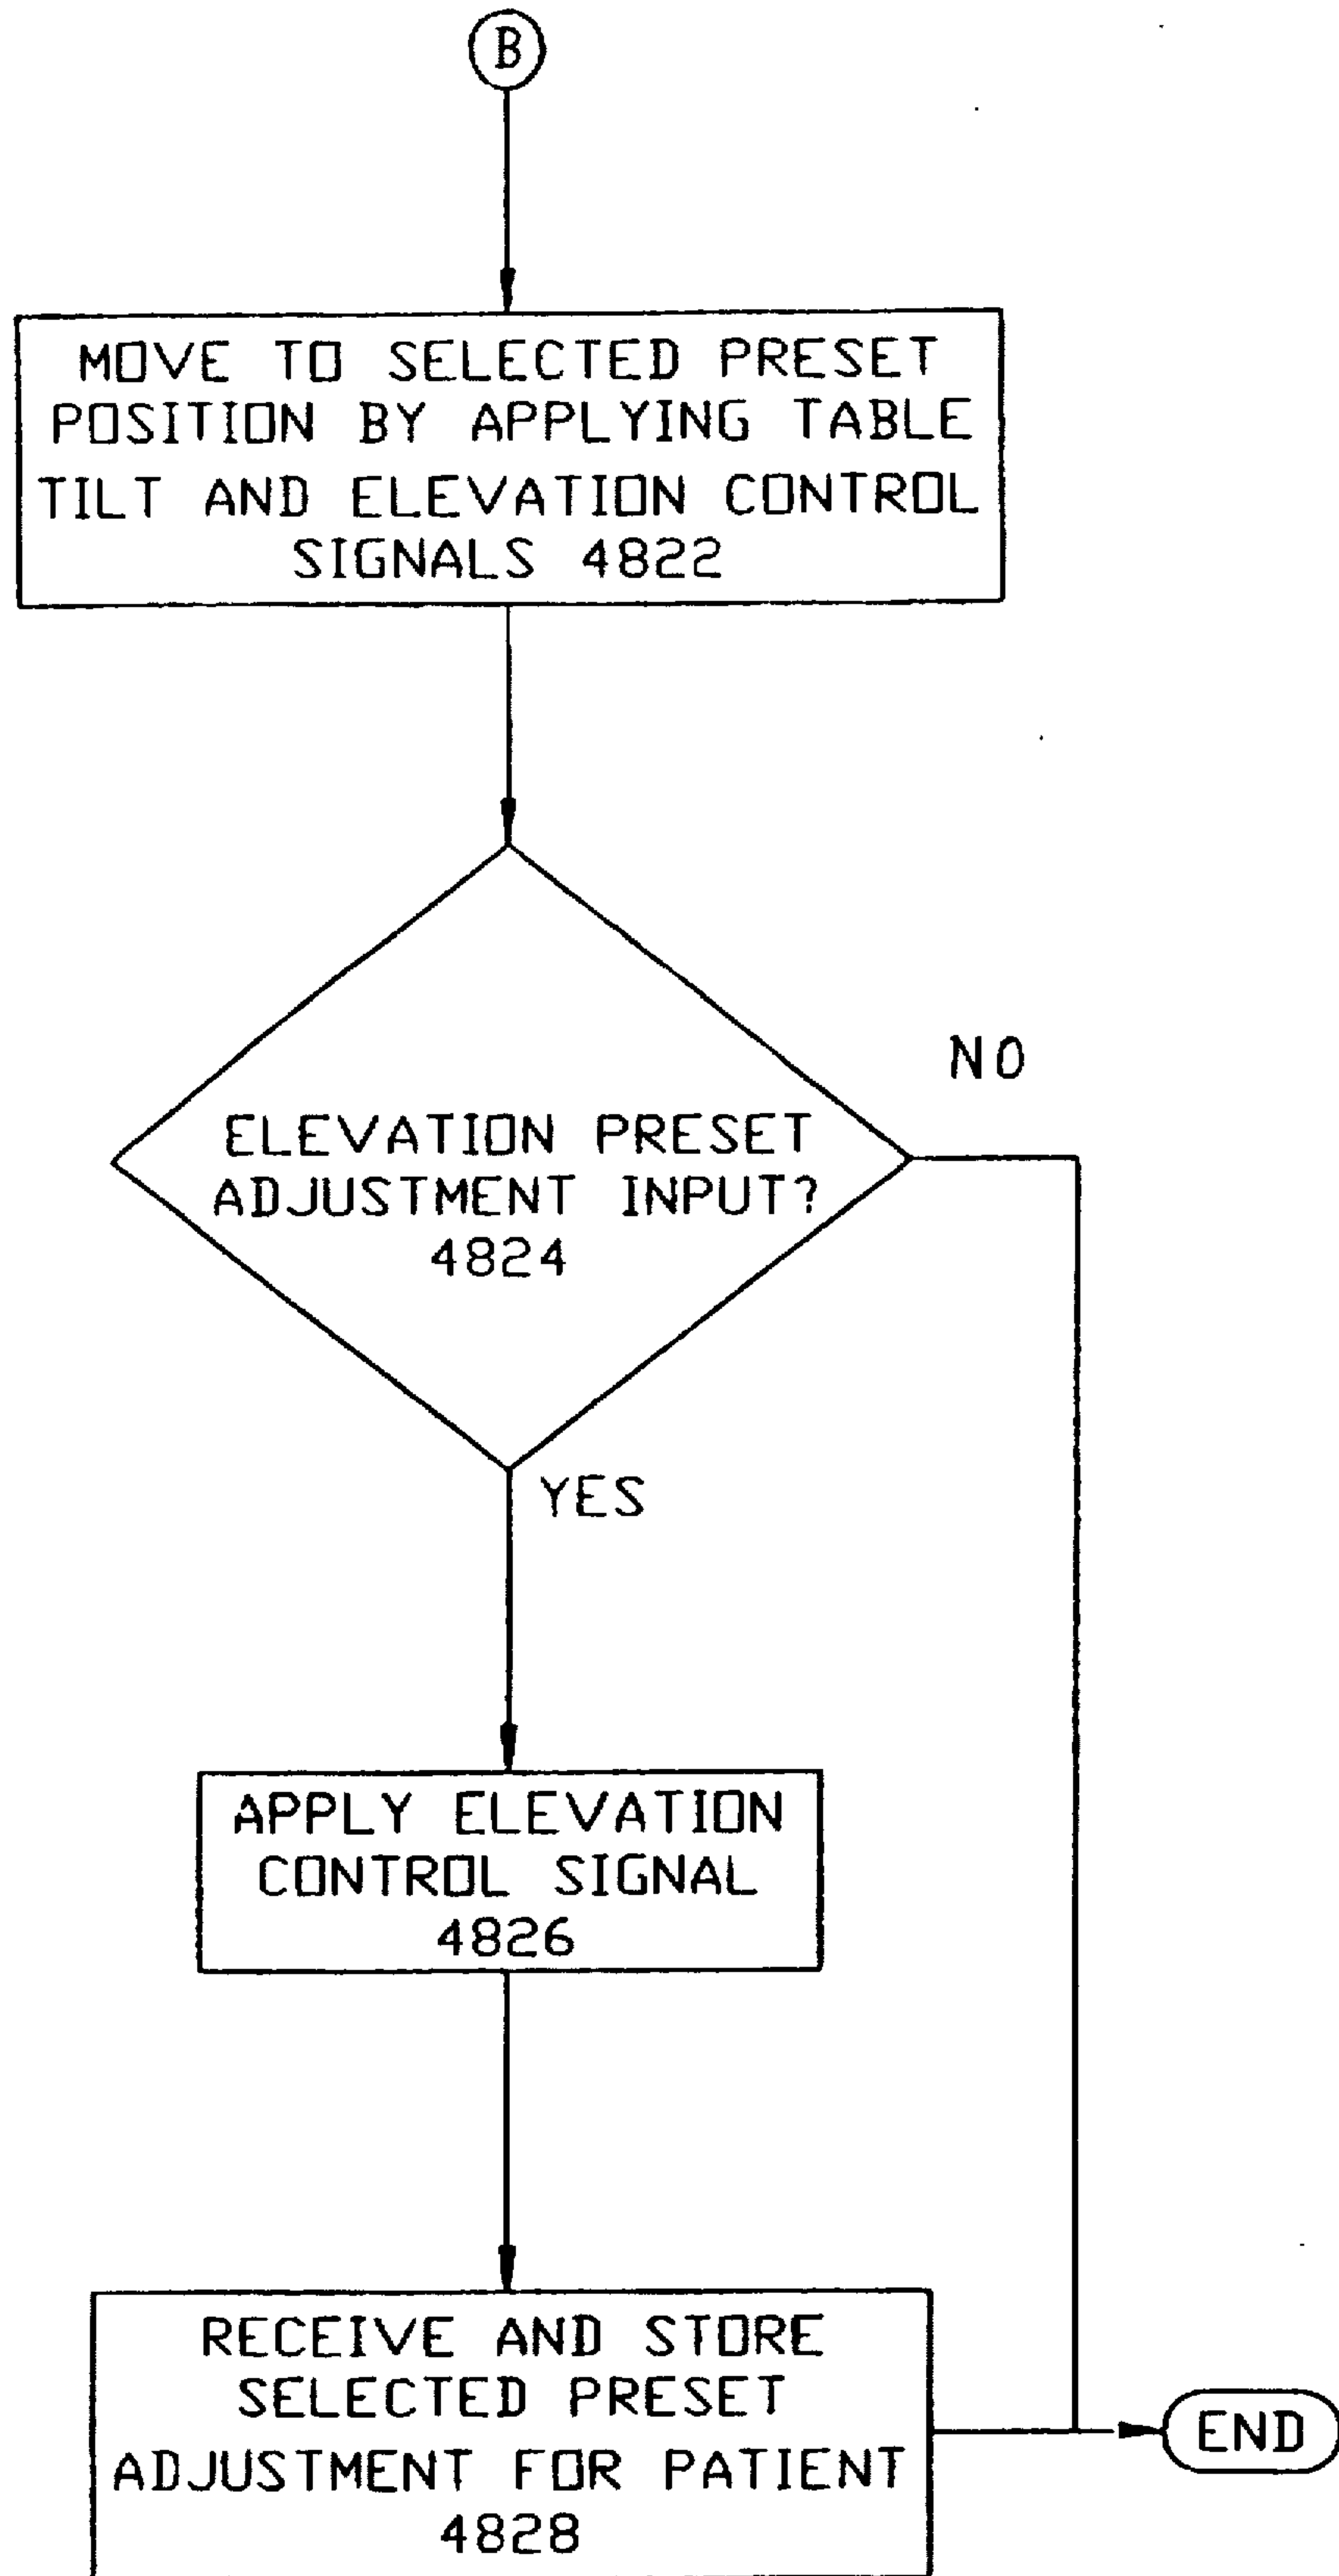 B
MOVE TO SELECTED PRESET
POSITION BY APPLYING TABLE
TILT AND ELEVATION CONTROL
SIGNALS 4822
NO
ELEVATION PRESET
ADJUSTMENT INPUT?
4824
YES
APPLY ELEVATION
CONTROL SIGNAL
4826
RECEIVE AND STORE
SELECTED PRESET
ADJUSTMENT FOR PATIENT
4828
END